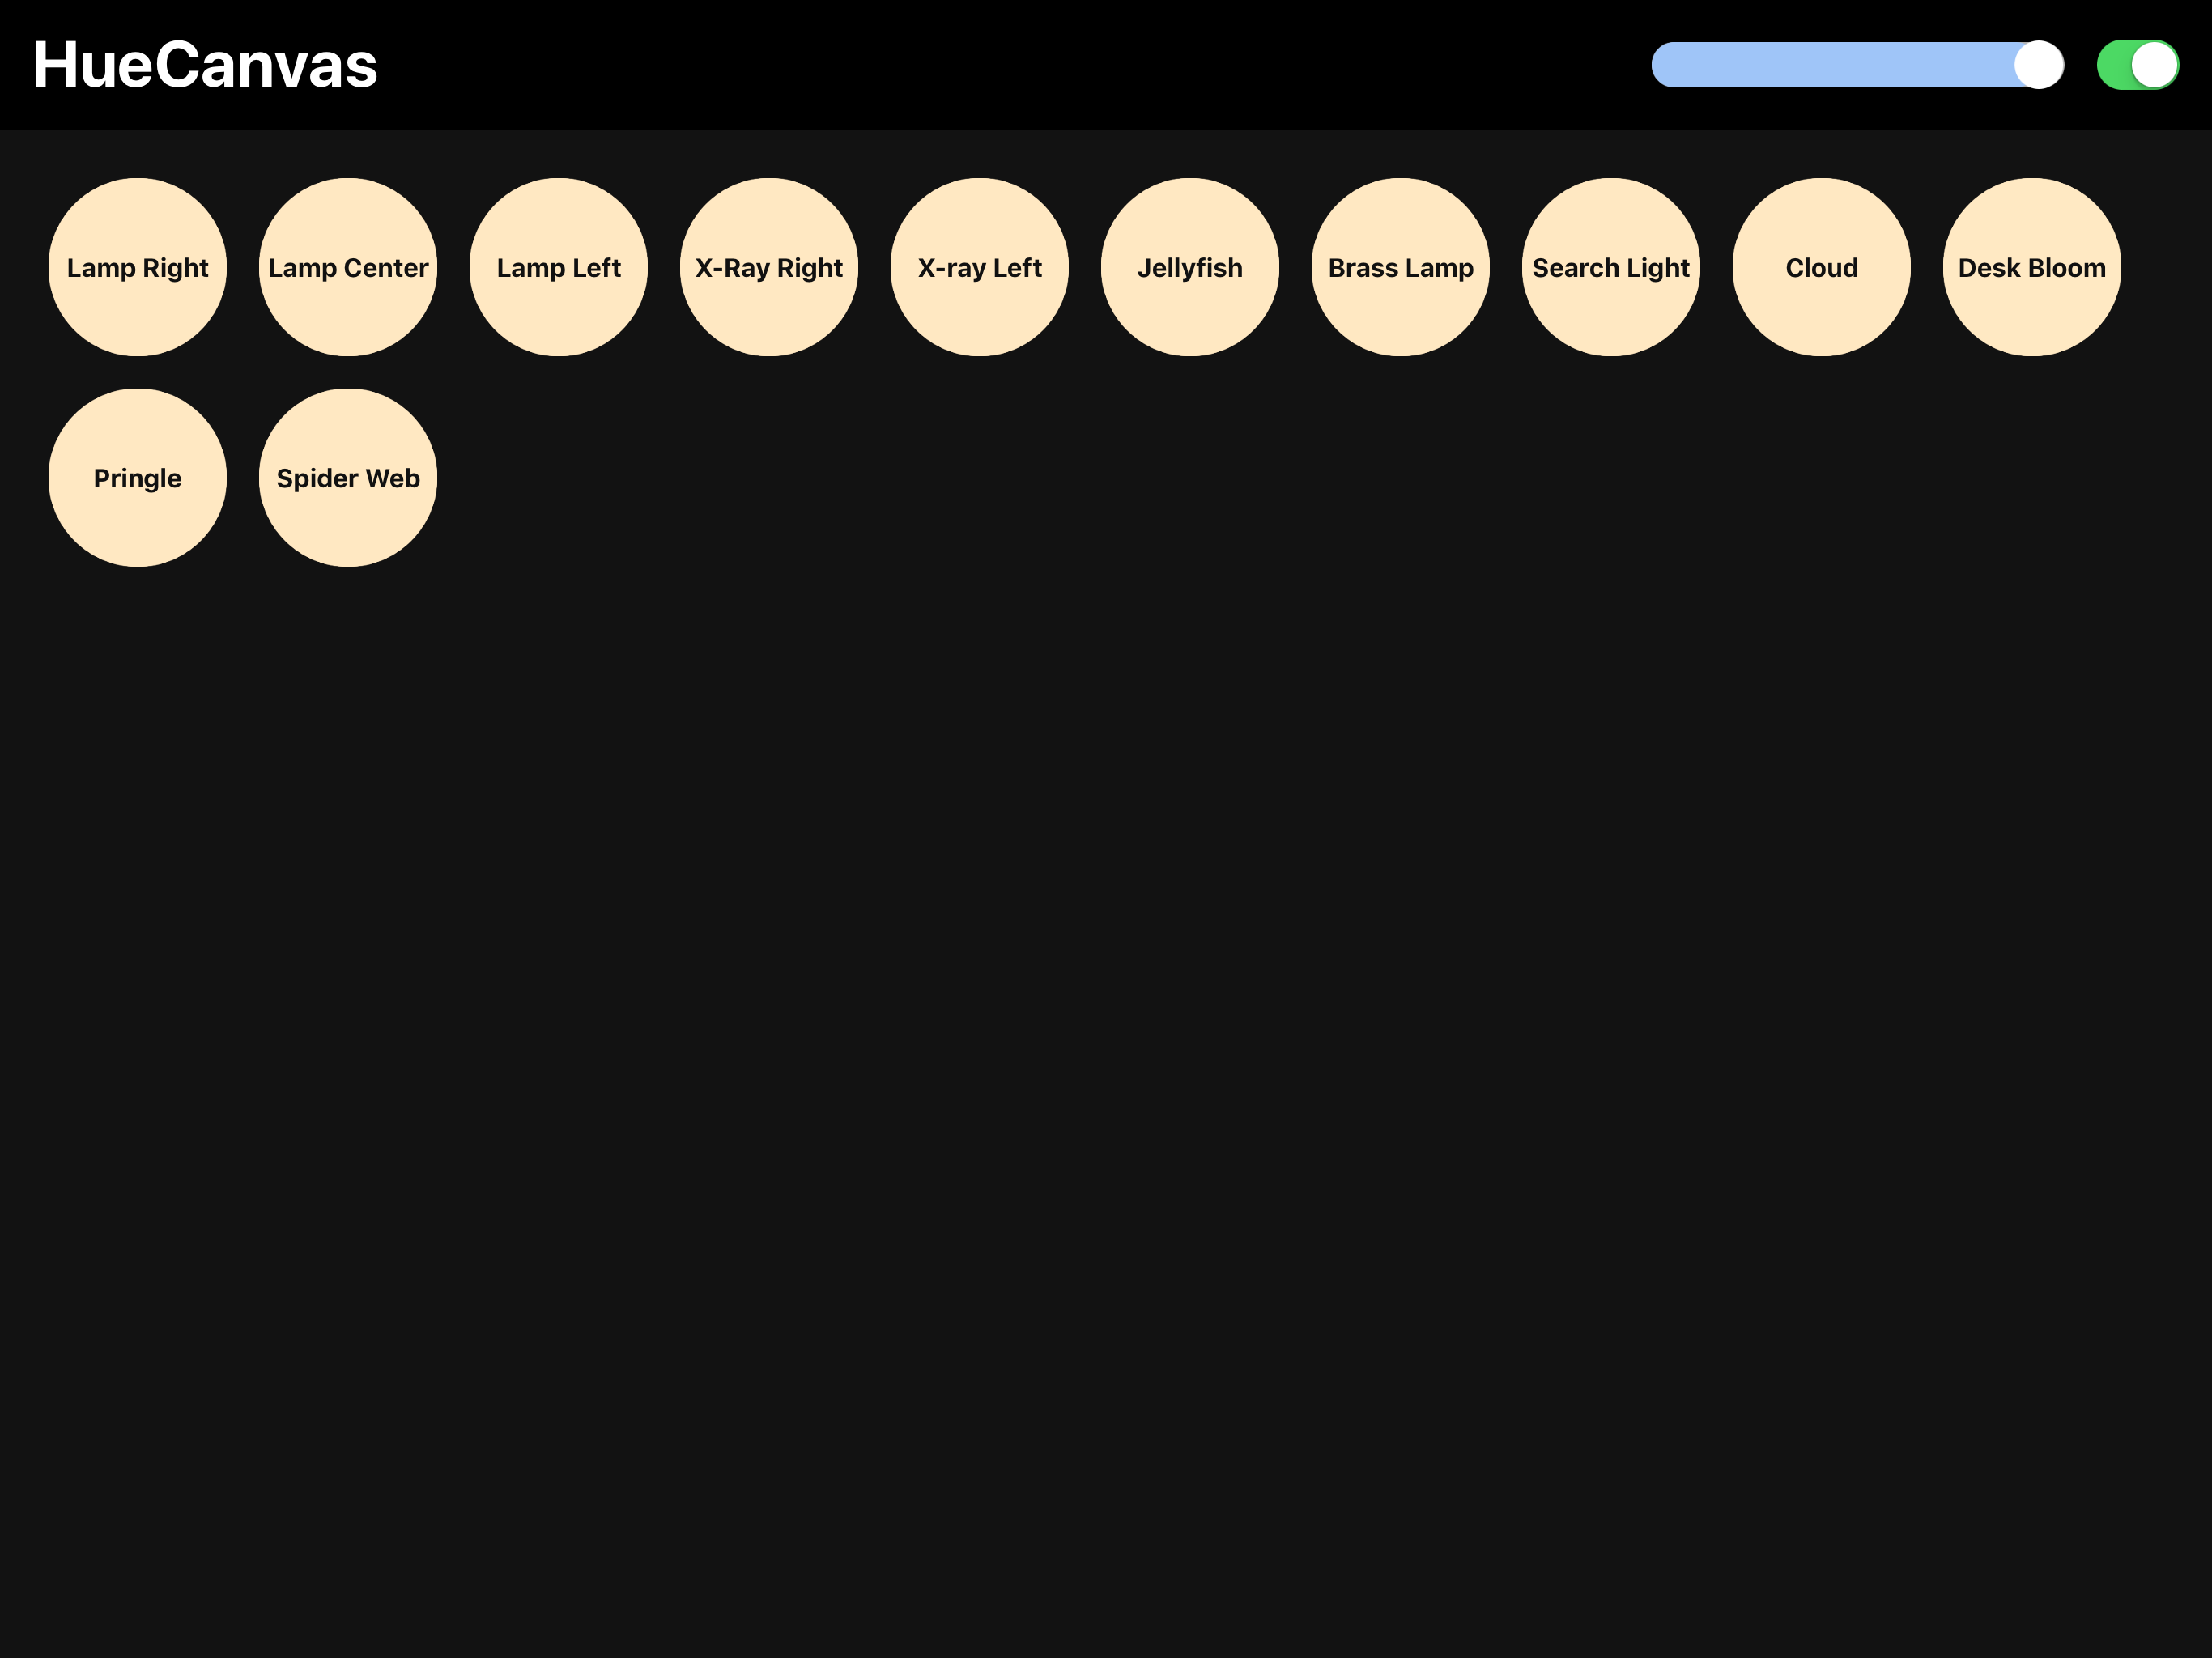 HueCanvas
Lamp Right
Lamp Center
Lamp Left
X-Ray Right
X-ray Left
Jellyfish
Brass Lamp
Search Light
Cloud
Desk Bloom
Pringle
Spider Web